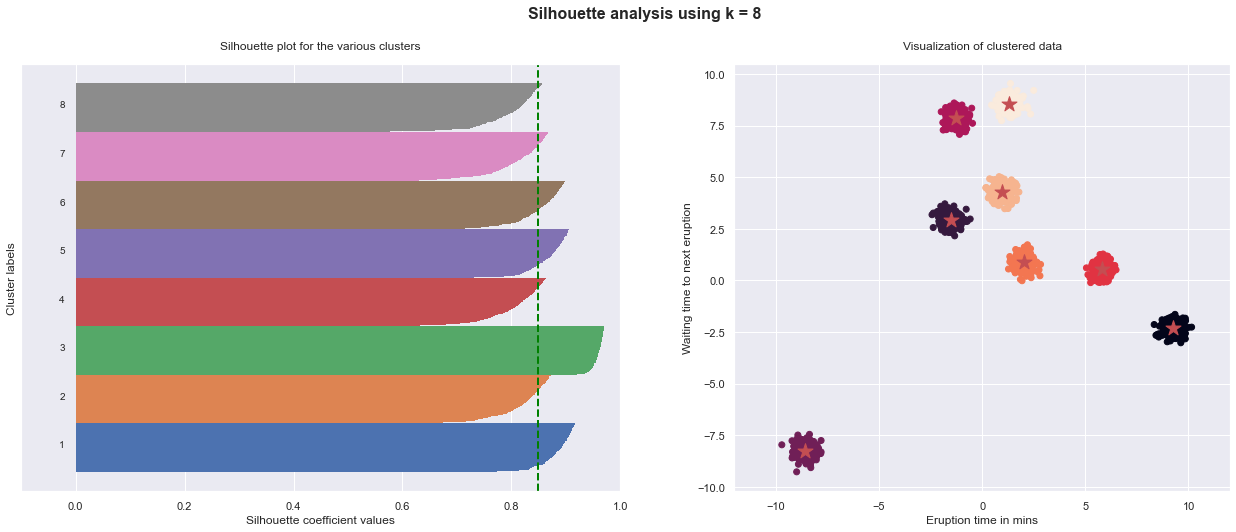 Silhouette analysis using k = 8
Silhouette plot for the various clusters
Cluster labels
8
7
6
5
4
3
2
1
0.0 0.2 0.4 0.6 0.8 1.0
Silhouette coefficient values
Visualization of clustered data
Waiting time to next eruption
10.0
7.5
5.0
2.5
0.0
−2.5
−5.0
−7.5
−10.0
−10 −5 0 5 10
Eruption time in mins